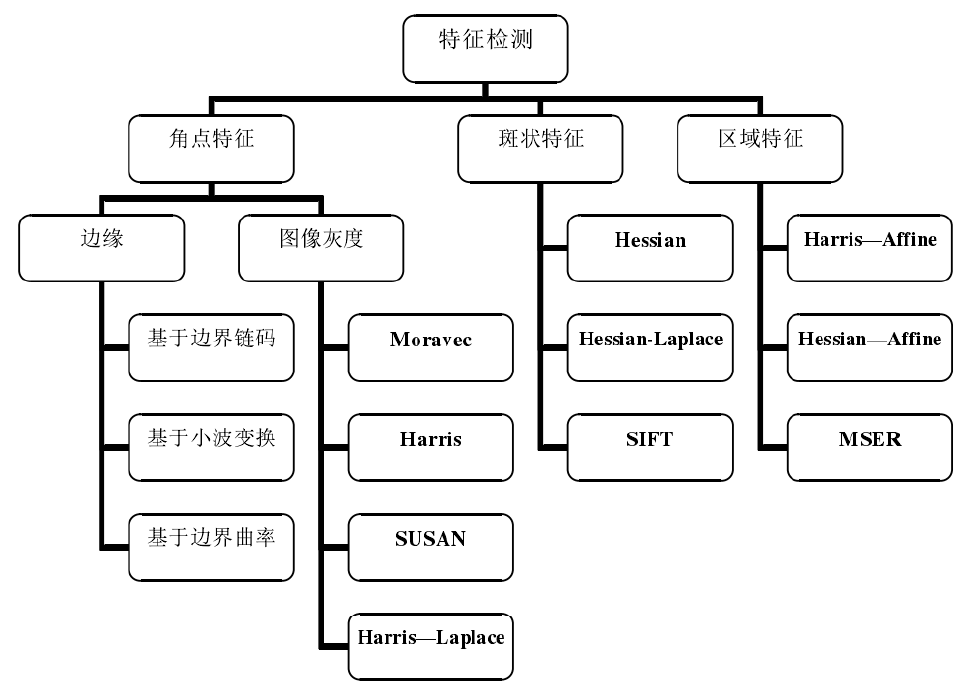 特征检测
角点特征
斑状特征
区域特征
边缘
图像灰度
Hessian
Harris—Affine
基于边界链码
Moravec
Hessian-Laplace
Hessian—Affine
基于小波变换
Harris
SIFT
MSER
基于边界曲率
SUSAN
Harris—Laplace